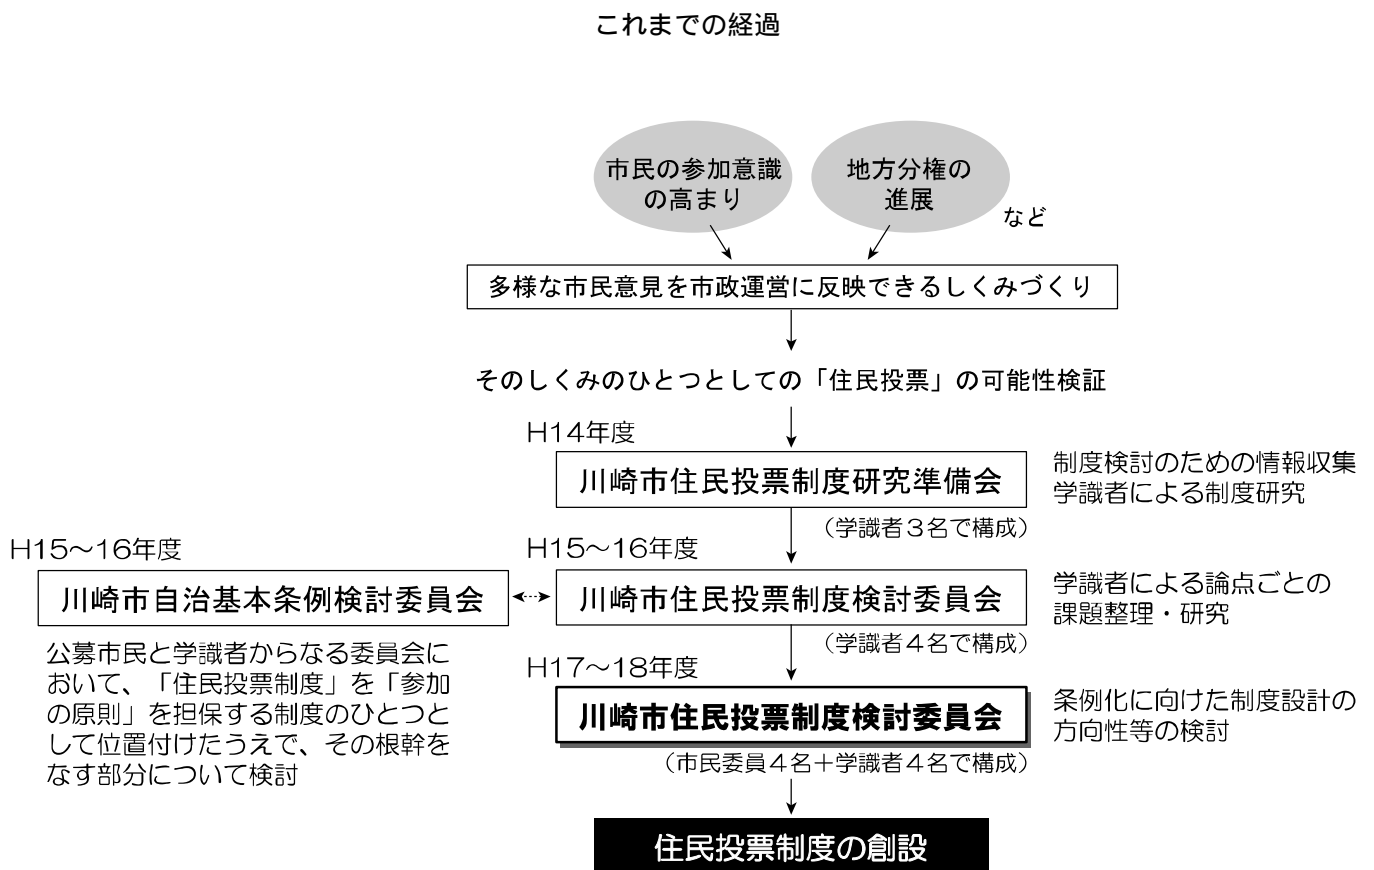 これまでの経過
市民の参加意識
の高まり
地方分権の
進展
など
多様な市民意見を市政運営に反映できるしくみづくり
そのしくみのひとつとしての「住民投票」の可能性検証
H14年度
川崎市住民投票制度研究準備会
（学識者３名で構成）
制度検討のための情報収集
学識者による制度研究
H15～16年度
川崎市自治基本条例検討委員会
公募市民と学識者からなる委員会に
おいて、「住民投票制度」を「参加
の原則」を担保する制度のひとつと
して位置付けたうえで、その根幹を
なす部分について検討
H15～16年度
川崎市住民投票制度検討委員会
（学識者４名で構成）
学識者による論点ごとの
課題整理・研究
H17～18年度
川崎市住民投票制度検討委員会
（市民委員４名＋学識者４名で構成）
条例化に向けた制度設計の
方向性等の検討
住民投票制度の創設